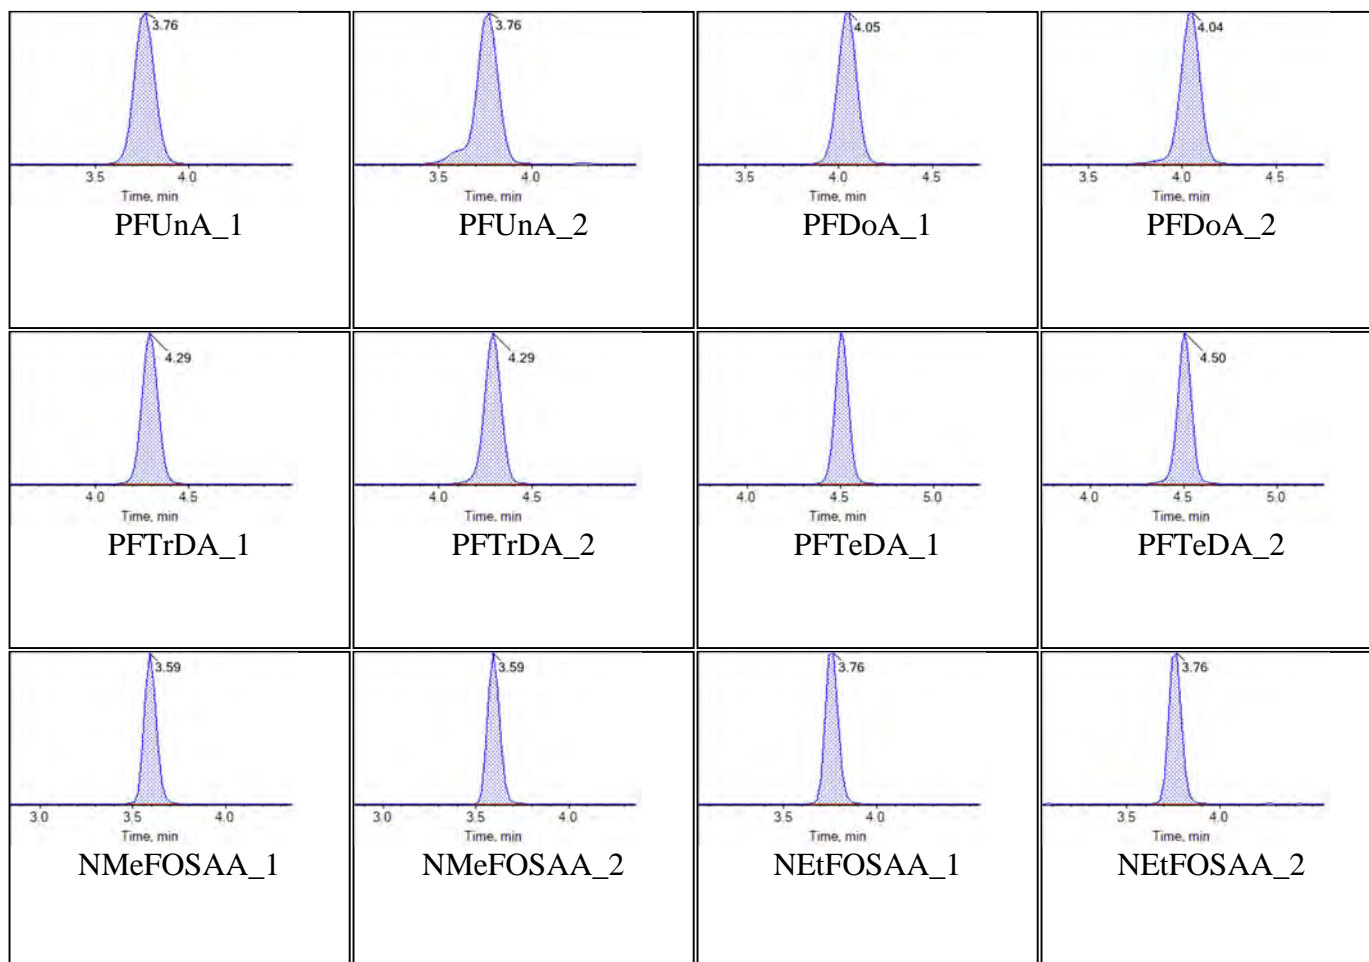 3.76 3.76 4.05 4.04
3.5 4.0 3.5 4.0 3.5 4.0 4.5 3.5 4.0 4.5
Time, min Time, min Time, min Time, min
PFUnA_1 PFUnA_2 PFDoA_1 PFDoA_2
4.29 4.29 4.50
4.0 4.5 4.0 4.5 4.0 4.5 5.0 4.0 4.5 5.0
Time, min Time, min Time, min Time, min
PFTrDA_1 PFTrDA_2 PFTeDA_1 PFTeDA_2
3.59 3.59 3.76 3.76
3.0 3.5 4.0 3.0 3.5 4.0 3.5 4.0 3.5 4.0
Time, min Time, min Time, min Time, min
NMeFOSAA_1 NMeFOSAA_2 NEtFOSAA_1 NEtFOSAA_2